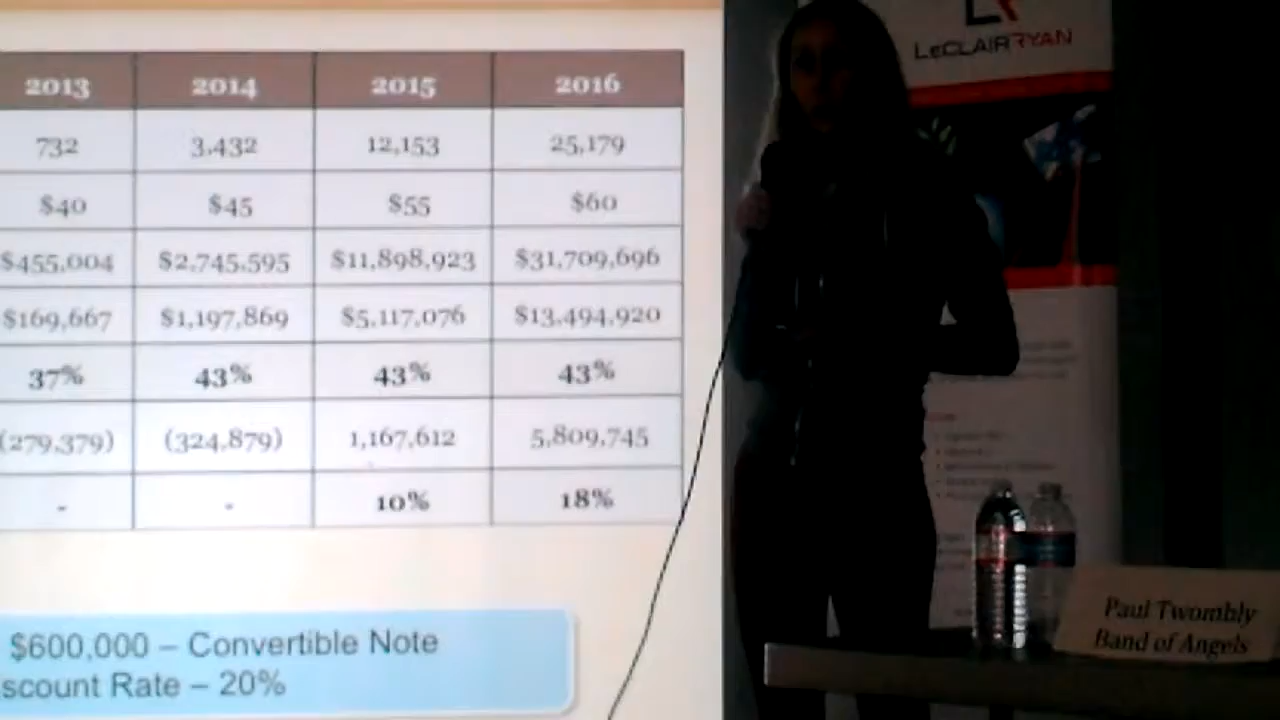 LECLAIRRYAN
2013 2014 2015 2016
732 3,432 12,153 25,179
$40 $45 $55 $60
$455,004 $2,745,595 $11,898,923 $31,709,696
$169,667 $1,197,869 $5,117,076 $13,494,920
37% 43% 43% 43%
(279,379) (324,879) 1,167,612 5,809,745
- - 10% 18%
$600,000 – Convertible Note
scount Rate – 20%
Paul Twombly
Band of Angels